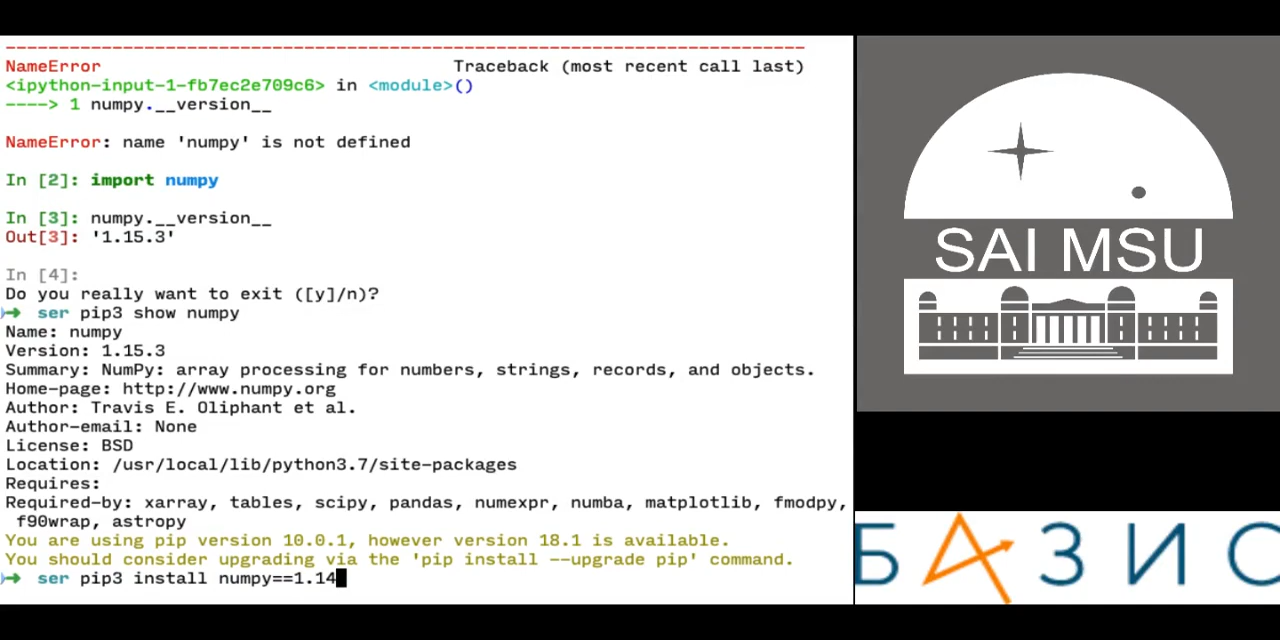 NameError Traceback (most recent call last)
<ipython-input-1-fb7ec2e709c6> in <module>()
----> 1 numpy.__version__
NameError: name 'numpy' is not defined
In [2]: import numpy
In [3]: numpy.__version__
Out[3]: '1.15.3'
In [4]:
Do you really want to exit ([y]/n)?
➜ ser pip3 show numpy
Name: numpy
Version: 1.15.3
Summary: NumPy: array processing for numbers, strings, records, and objects.
Home-page: http://www.numpy.org
Author: Travis E. Oliphant et al.
Author-email: None
License: BSD
Location: /usr/local/lib/python3.7/site-packages
Requires:
Required-by: xarray, tables, scipy, pandas, numexpr, numba, matplotlib, fmodpy,
f90wrap, astropy
You are using pip version 10.0.1, however version 18.1 is available.
You should consider upgrading via the 'pip install --upgrade pip' command.
➜ ser pip3 install numpy==1.14
SAI MSU
БАЗИС